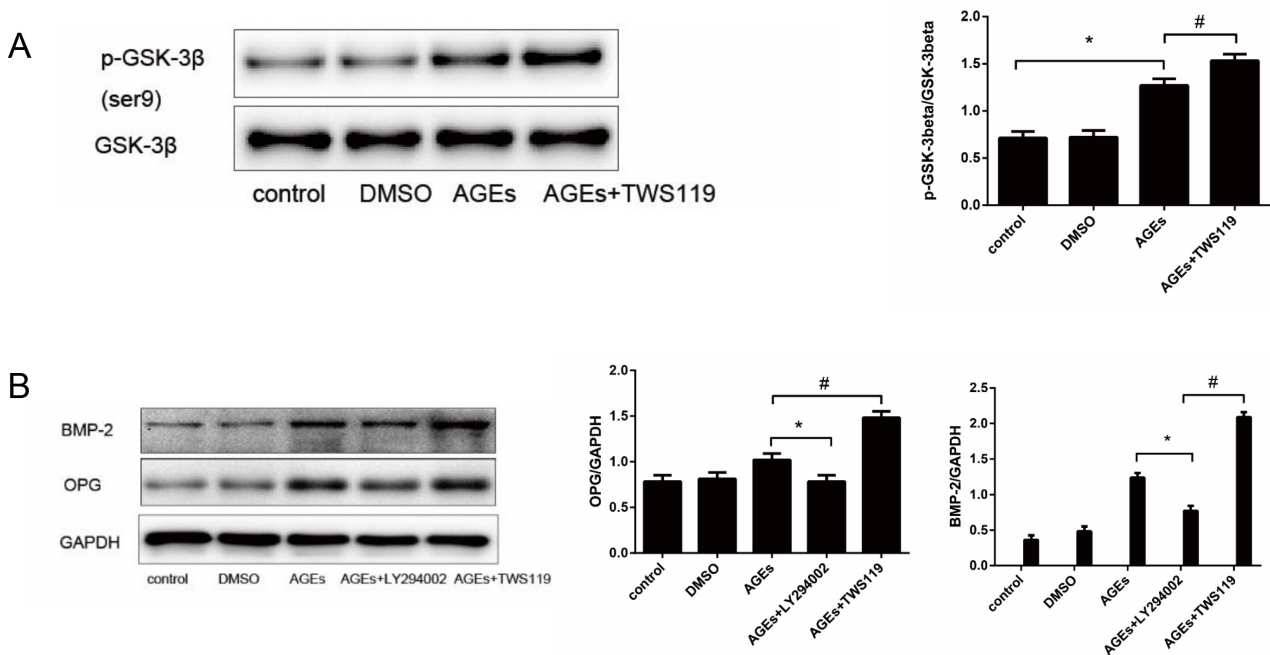 A
p-GSK-3β
(ser9)
GSK-3β
control DMSO AGEs AGEs+TWS119
p-GSK-3beta/GSK-3beta
2.0
1.5
1.0
0.5
0.0
*
#
control
DMSO
AGEs
AGEs+TWS119
B
BMP-2
OPG
GAPDH
control DMSO AGEs AGEs+LY294002 AGEs+TWS119
OPG/GAPDH
2.0
1.5
1.0
0.5
0.0
#
*
control
DMSO
AGEs
AGEs+LY294002
AGEs+TWS119
BMP-2/GAPDH
2.5
2.0
1.5
1.0
0.5
0.0
#
*
control
DMSO
AGEs
AGEs+LY294002
AGEs+TWS119